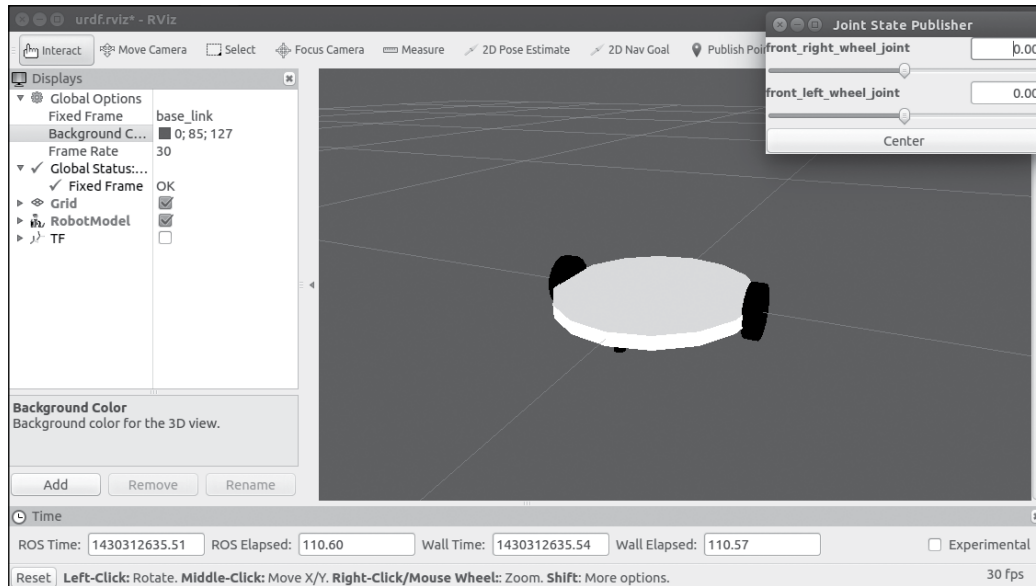 urdf.rviz* - RViz
Interact Move Camera Select Focus Camera Measure 2D Pose Estimate 2D Nav Goal Publish Poi
Joint State Publisher
front_right_wheel_joint 0.00
front_left_wheel_joint 0.00
Center
Displays
Global Options
Fixed Frame base_link
Background C... 0; 85; 127
Frame Rate 30
Global Status:...
Fixed Frame OK
Grid
RobotModel
TF
Background Color
Background color for the 3D view.
Add Remove Rename
Time
ROS Time: 1430312635.51 ROS Elapsed: 110.60 Wall Time: 1430312635.54 Wall Elapsed: 110.57 Experimental
Reset Left-Click: Rotate. Middle-Click: Move X/Y. Right-Click/Mouse Wheel:: Zoom. Shift: More options. 30 fps